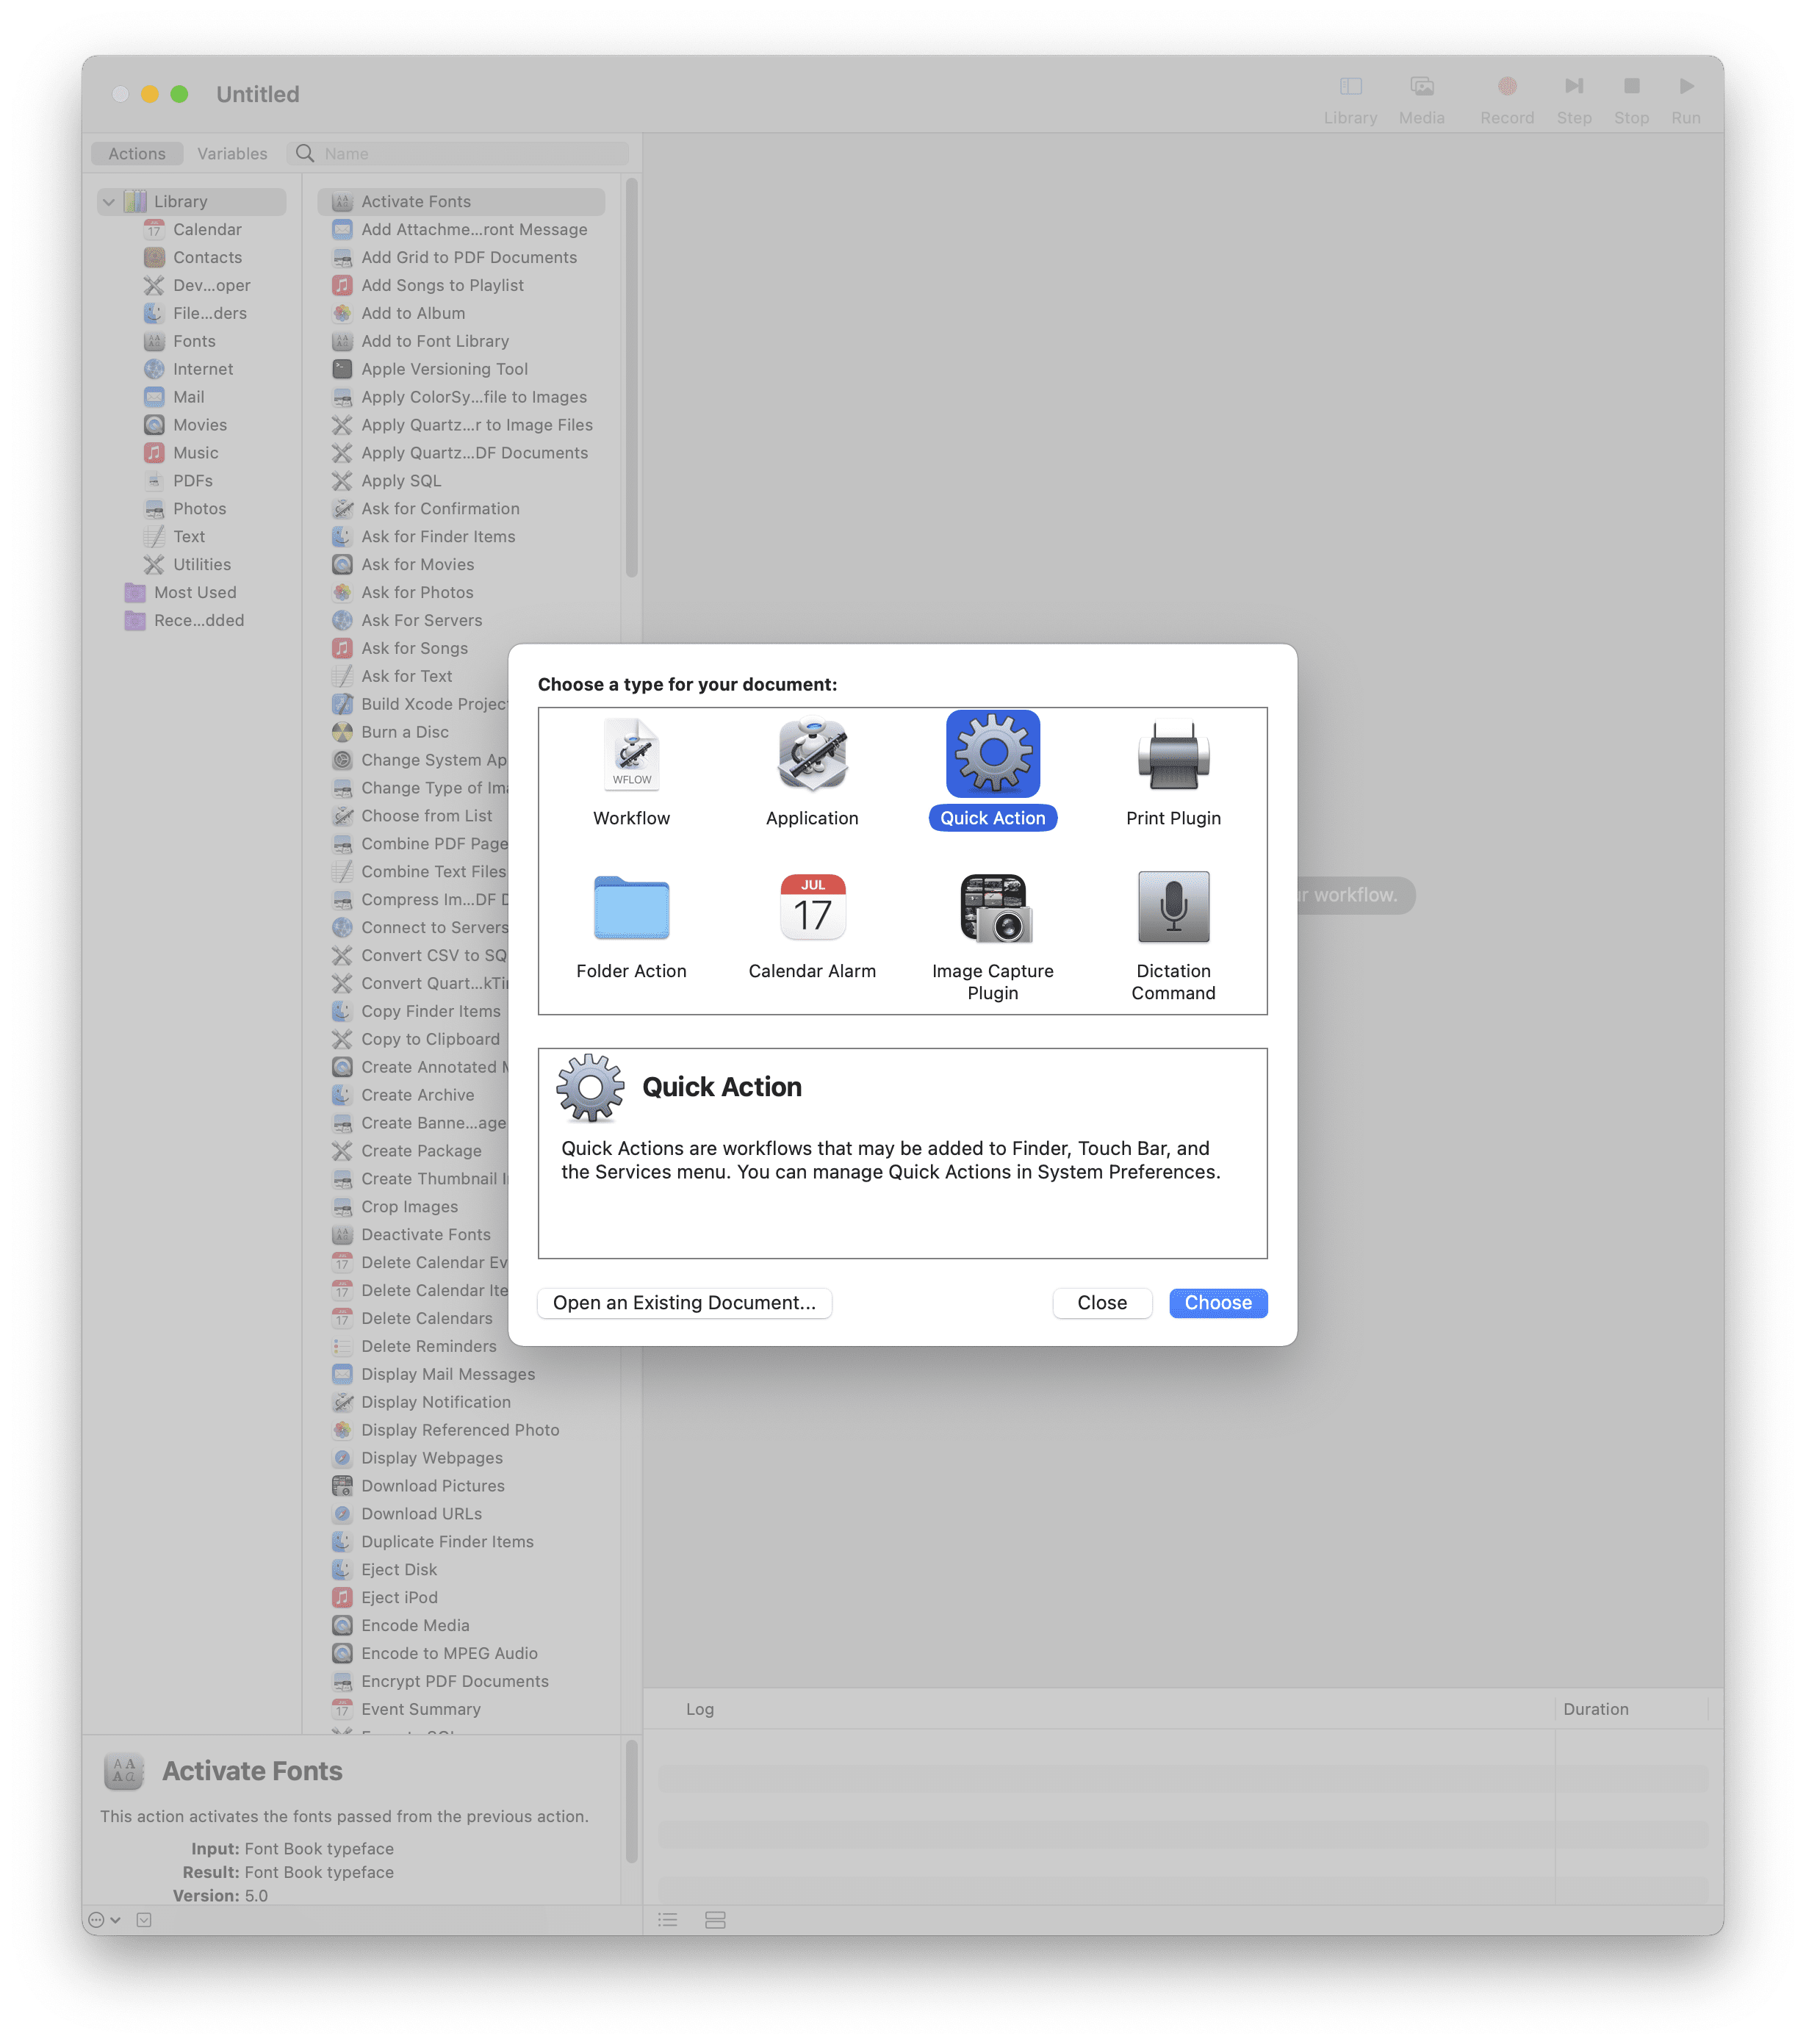 Untitled
Library
Media
Record
Step
Stop
Run
Actions
Variables
Name
Library
Calendar
Contacts
Dev...oper
File...ders
Fonts
Internet
Mail
Movies
Music
PDFs
Photos
Text
Utilities
Most Used
Rece...dded
Activate Fonts
Add Attachme...ront Message
Add Grid to PDF Documents
Add Songs to Playlist
Add to Album
Add to Font Library
Apple Versioning Tool
Apply ColorSy...file to Images
Apply Quartz...r to Image Files
Apply Quartz...DF Documents
Apply SQL
Ask for Confirmation
Ask for Finder Items
Ask for Movies
Ask for Photos
Ask For Servers
Ask for Songs
Ask for Text
Build Xcode Projec
Burn a Disc
Change System Ap
Change Type of Ima
Choose from List
Combine PDF Page
Combine Text Files
Compress Im...DF D
Connect to Servers
Convert CSV to SQ
Convert Quart...kTi
Copy Finder Items
Copy to Clipboard
Create Annotated M
Create Archive
Create Banne...age
Create Package
Create Thumbnail I
Crop Images
Deactivate Fonts
Delete Calendar Ev
Delete Calendar Ite
Delete Calendars
Delete Reminders
Display Mail Messages
Display Notification
Display Referenced Photo
Display Webpages
Download Pictures
Download URLs
Duplicate Finder Items
Eject Disk
Eject iPod
Encode Media
Encode to MPEG Audio
Encrypt PDF Documents
Event Summary
Choose a type for your document:
WFLOW
Workflow
Application
Quick Action
Print Plugin
JUL
17
Folder Action
Calendar Alarm
Image Capture
Plugin
Dictation
Command
Quick Action
Quick Actions are workflows that may be added to Finder, Touch Bar, and
the Services menu. You can manage Quick Actions in System Preferences.
Open an Existing Document...
Close
Choose
r workflow.
Log
Duration
Activate Fonts
This action activates the fonts passed from the previous action.
Input: Font Book typeface
Result: Font Book typeface
Version: 5.0